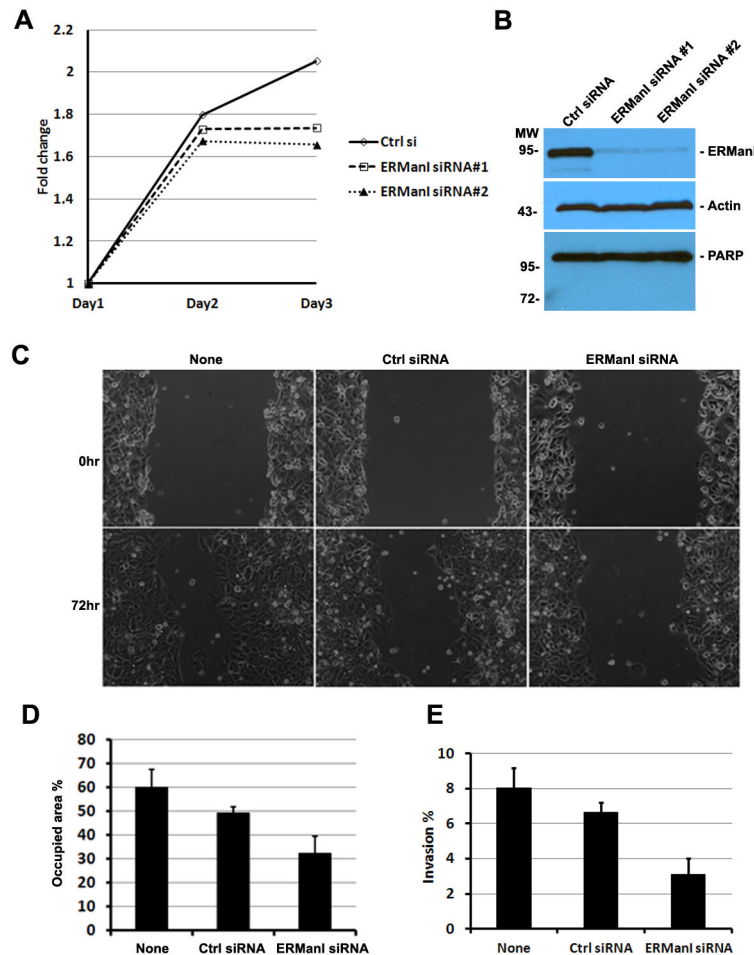 A
2.2
2
1.8
1.6
1.4
1.2
1
Fold change
Day1 Day2 Day3
Ctrl si
ERManI siRNA#1
ERManI siRNA#2
B
Ctrl siRNA
ERManI siRNA #1
ERManI siRNA #2
MW
95- - ERManI
43- - Actin
- PARP
95-
72-
C
None Ctrl siRNA ERManI siRNA
0hr
72hr
D
80
70
60
50
40
30
20
10
0
Occupied area %
None Ctrl siRNA ERManI siRNA
E
10
8
6
4
2
0
Invasion %
None Ctrl siRNA ERManI siRNA